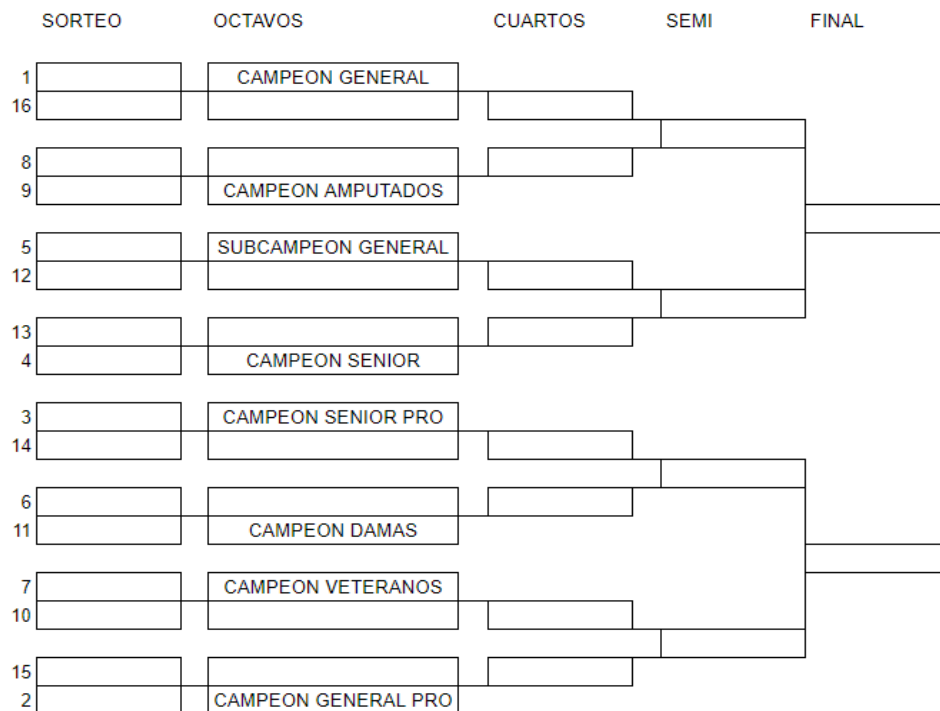 SORTEO OCTAVOS CUARTOS SEMI FINAL
1 CAMPEON GENERAL
16
8
9 CAMPEON AMPUTADOS
5 SUBCAMPEON GENERAL
12
13
4 CAMPEON SENIOR
3 CAMPEON SENIOR PRO
14
6
11 CAMPEON DAMAS
7 CAMPEON VETERANOS
10
15
2 CAMPEON GENERAL PRO